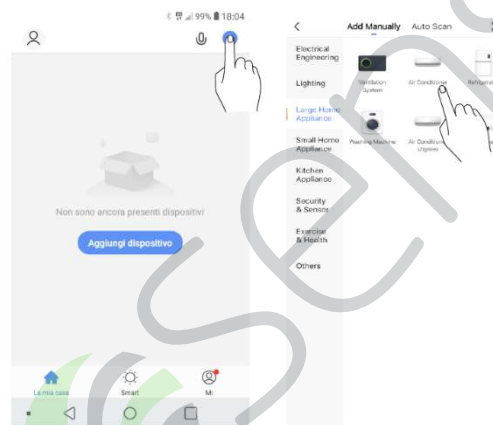 99% 18:04
Non sono ancora presenti dispositivi
Aggiungi dispositivo
La mia casa
Smart
Mi
Add Manually
Auto Scan
Electrical
Engineering
Lighting
Large Home
Appliance
Small Home
Appliance
Kitchen
Appliance
Security
& Sensor
Exercise
& Health
Others
Ventilation
System
Air Conditioner
Washing Machine